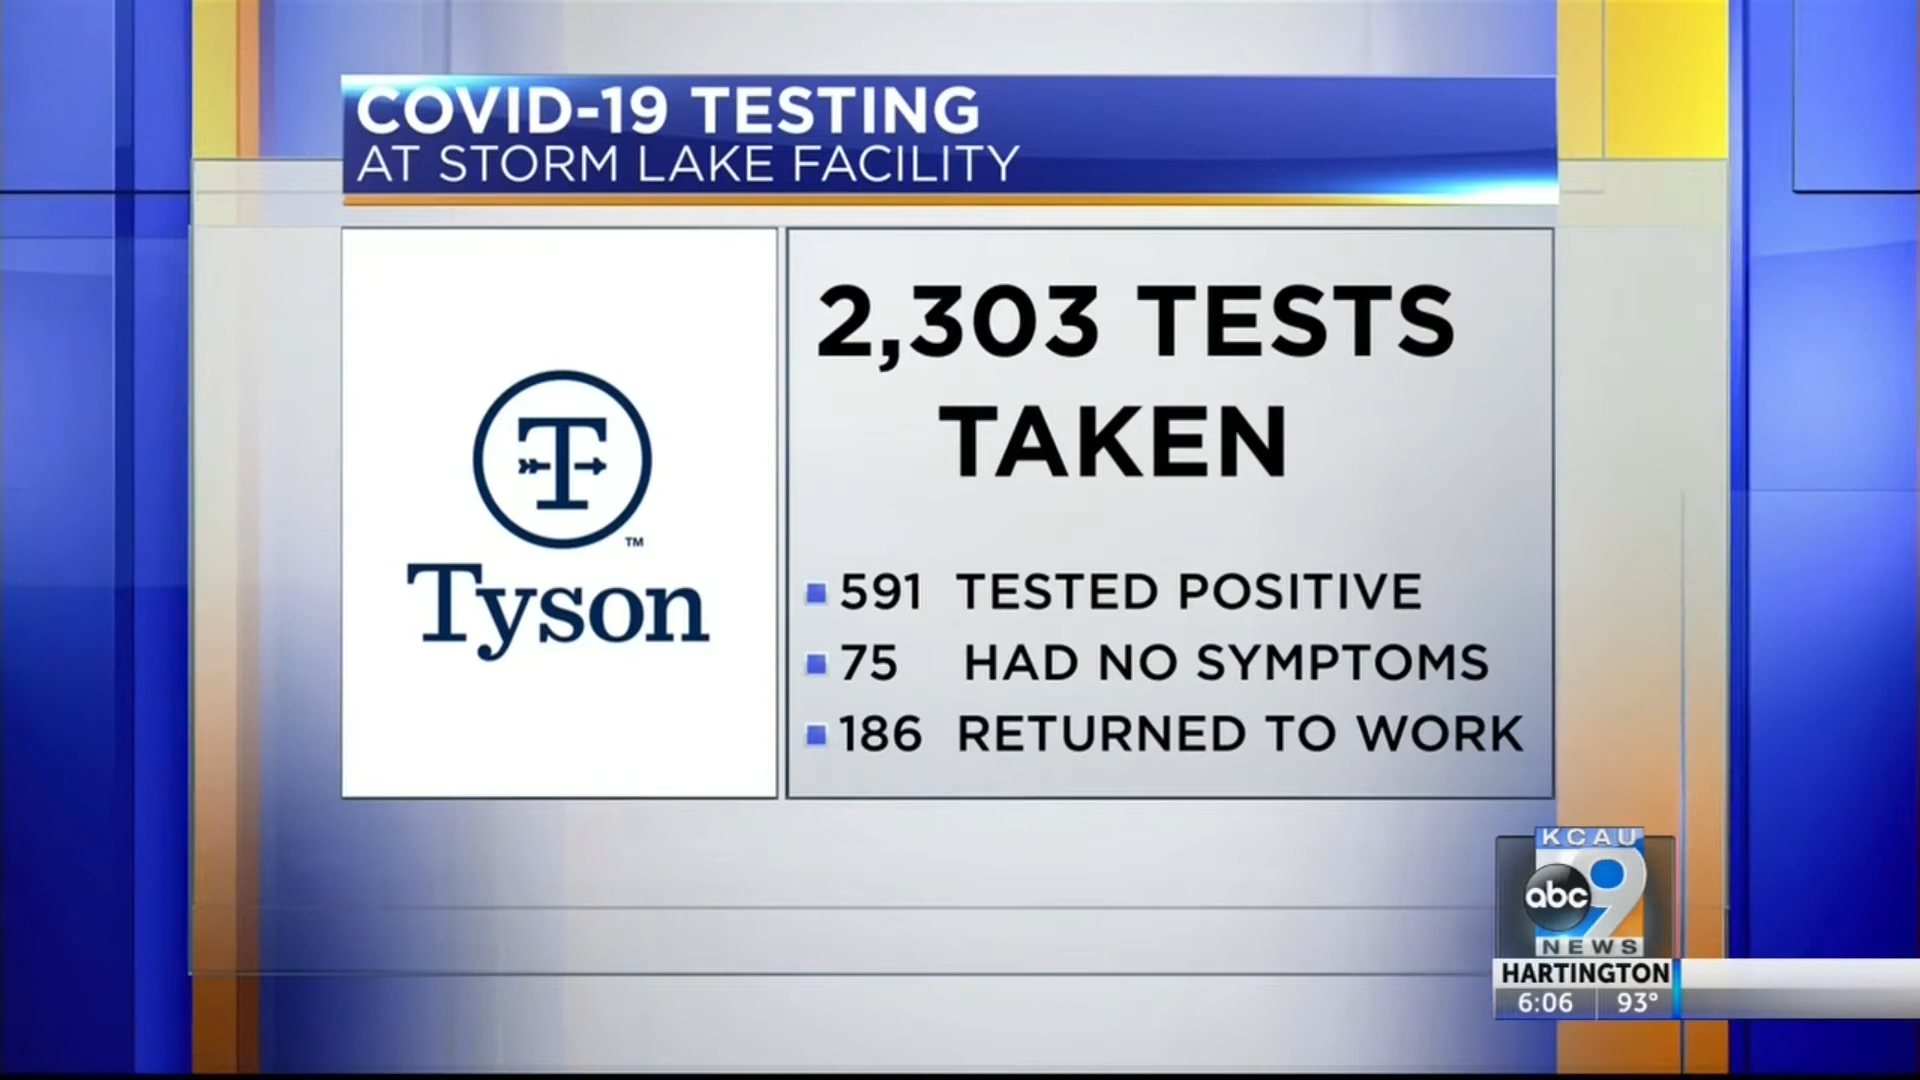 COVID-19 TESTING
AT STORM LAKE FACILITY
T
TM
Tyson
2,303 TESTS
TAKEN
591 TESTED POSITIVE
75 HAD NO SYMPTOMS
186 RETURNED TO WORK
KCAU
abc 9
NEWS
HARTINGTON
6:06 93°